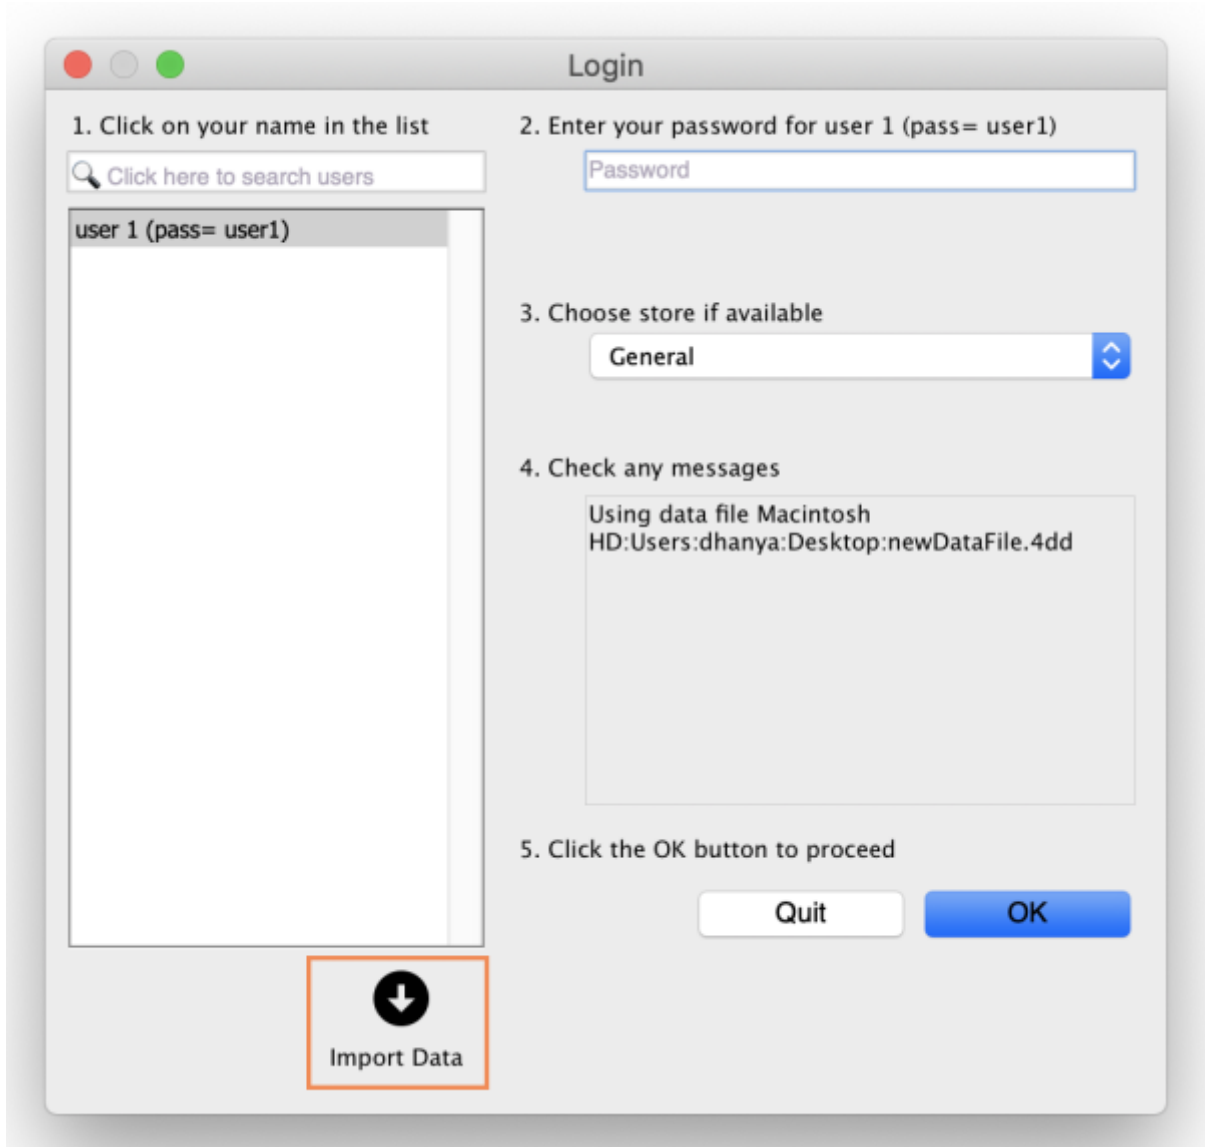 Login
1. Click on your name in the list
Click here to search users
user 1 (pass= user1)
2. Enter your password for user 1 (pass= user1)
Password
3. Choose store if available
General
4. Check any messages
Using data file Macintosh
HD:Users:dhanya:Desktop:newDataFile.4dd
5. Click the OK button to proceed
Quit
OK
Import Data